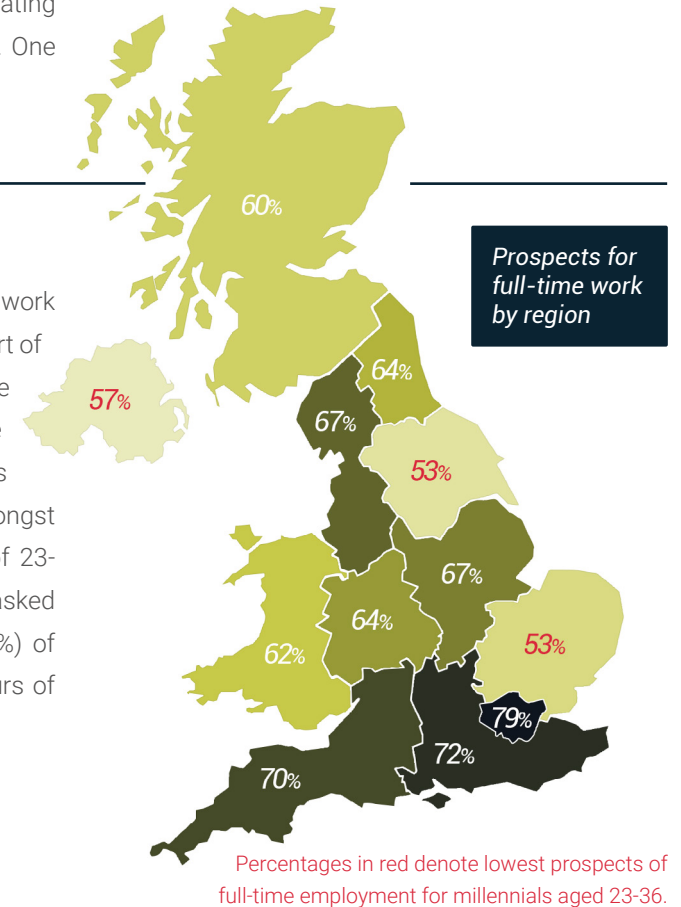 ating
One
60%
Prospects for
full-time work
by region
work
rt of
64%
57%
67%
53%
s
ongst
of 23-
67%
asked
64%
%) of
53%
62%
urs of
79%
72%
70%
Percentages in red denote lowest prospects of
full-time employment for millennials aged 23-36.